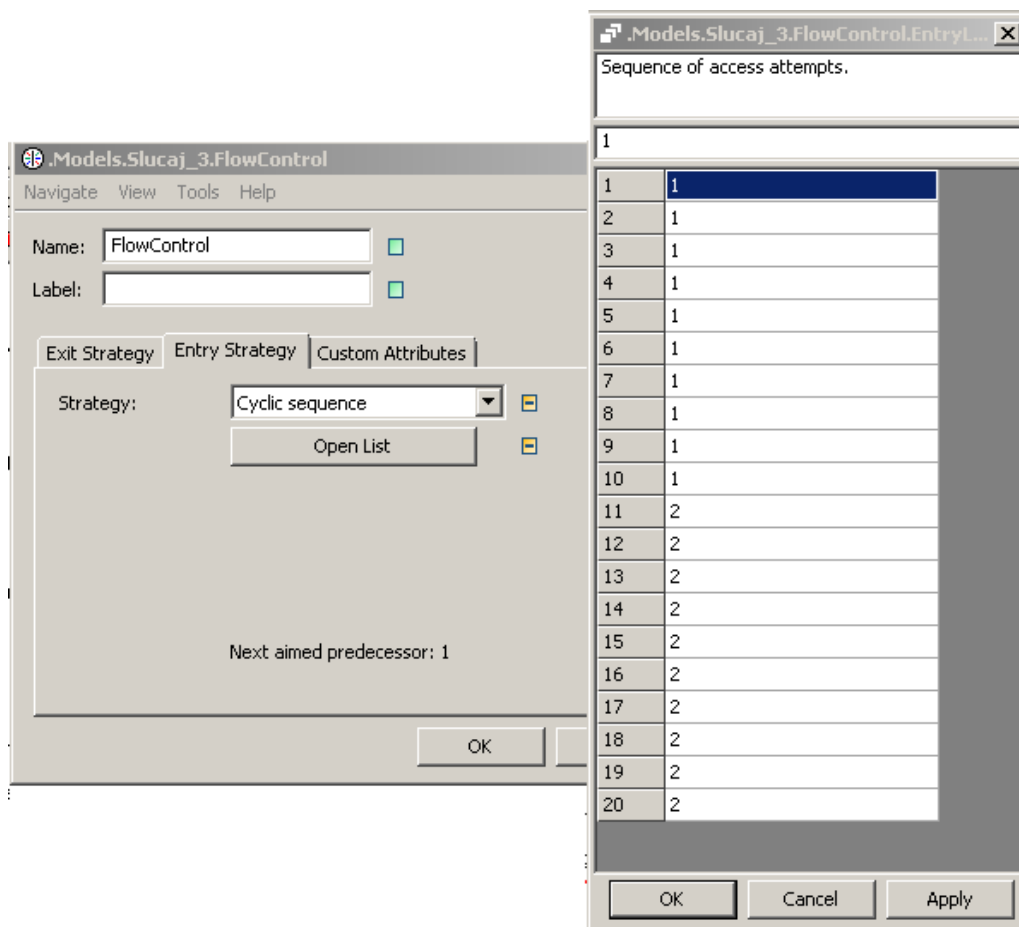 .Models.Slucaj_3.FlowControl
Navigate View Tools Help
Name: FlowControl
Label:
Exit Strategy Entry Strategy Custom Attributes
Strategy: Cyclic sequence
Open List
Next aimed predecessor: 1
OK
.Models.Slucaj_3.FlowControl.EntryL...
Sequence of access attempts.
1
1 1
2 1
3 1
4 1
5 1
6 1
7 1
8 1
9 1
10 1
11 2
12 2
13 2
14 2
15 2
16 2
17 2
18 2
19 2
20 2
OK Cancel Apply